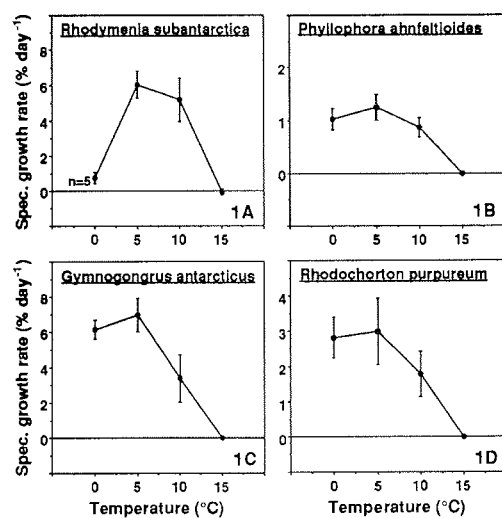 Rhodymenia subantarctica
Phyllophora ahnfeltioides
Spec. growth rate (% day⁻¹)
8
6
4
2
0
n=5
1A
0 5 10 15
2
1
0
1B
0 5 10 15
Gymnogongrus antarcticus
Rhodochorton purpureum
Spec. growth rate (% day⁻¹)
8
6
4
2
0
1C
0 5 10 15
Temperature (°C)
4
3
2
1
0
1D
0 5 10 15
Temperature (°C)